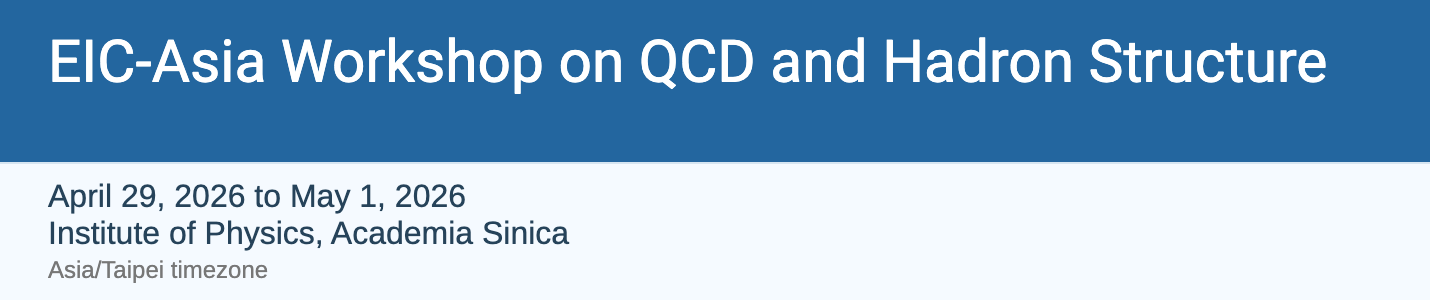 EIC-Asia Workshop on QCD and Hadron Structure
April 29, 2026 to May 1, 2026
Institute of Physics, Academia Sinica
Asia/Taipei timezone